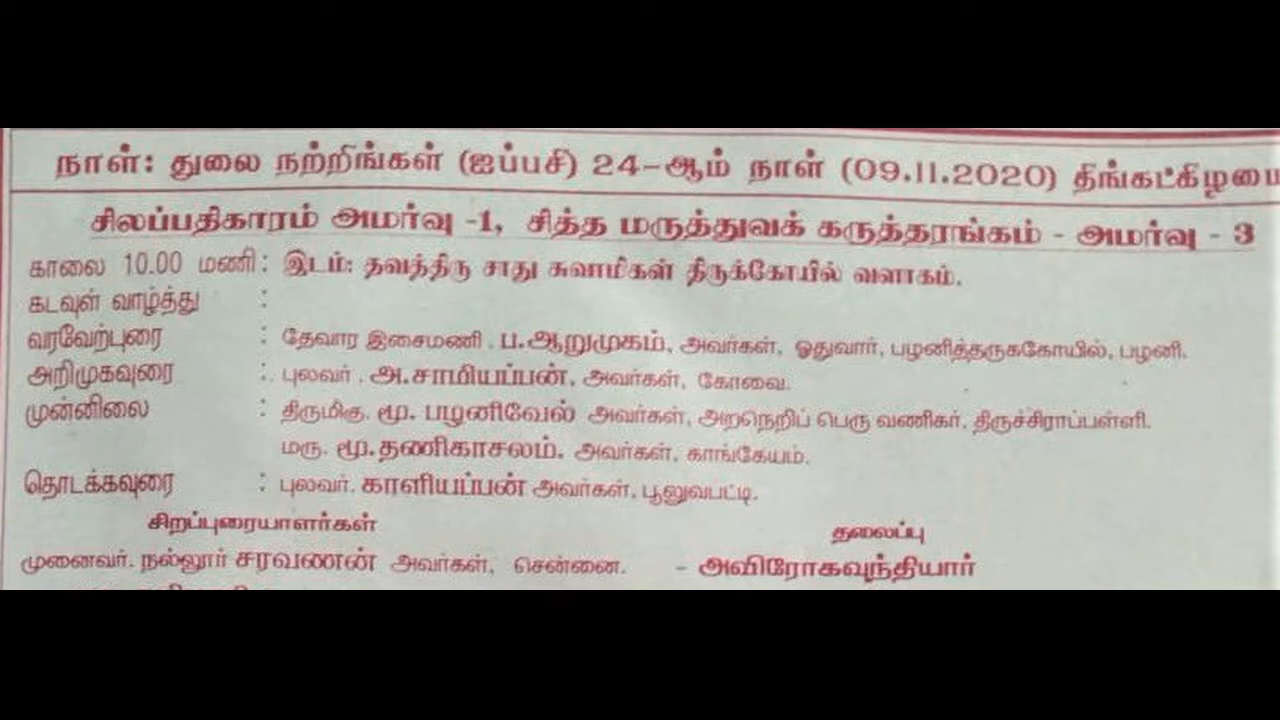 நாள்: துலை நற்றிங்கள் (ஐப்பசி) 24-ஆம் நாள் (09.11.2020) திங்கட்கிழமை
சிலப்பதிகாரம் அமர்வு -1, சித்த மருத்துவக் கருத்தரங்கம் - அமர்வு - 3
காலை 10.00 மணி : இடம்: தவத்திரு சாது சுவாமிகள் திருக்கோயில் வளாகம்.
கடவுள் வாழ்த்து :
வரவேற்புரை : தேவார இசைமணி . ப.ஆறுமுகம், அவர்கள், ஓதுவார், பழனித்தருககோயில், பழனி.
அறிமுகவுரை : புலவர் . அ.சாமியப்பன், அவர்கள், கோவை.
முன்னிலை : திருமிகு. மூ. பழனிவேல் அவர்கள், அறநெறிப் பெரு வணிகர், திருச்சிராப்பள்ளி.
மரு. மூ.தணிகாசலம், அவர்கள், காங்கேயம்.
தொடக்கவுரை : புலவர். காளியப்பன் அவர்கள், பூலுவபட்டி.
சிறப்புரையாளர்கள் தலைப்பு
முனைவர். நல்லூர் சரவணன் அவர்கள், சென்னை. - அவிரோகவுந்தியார்